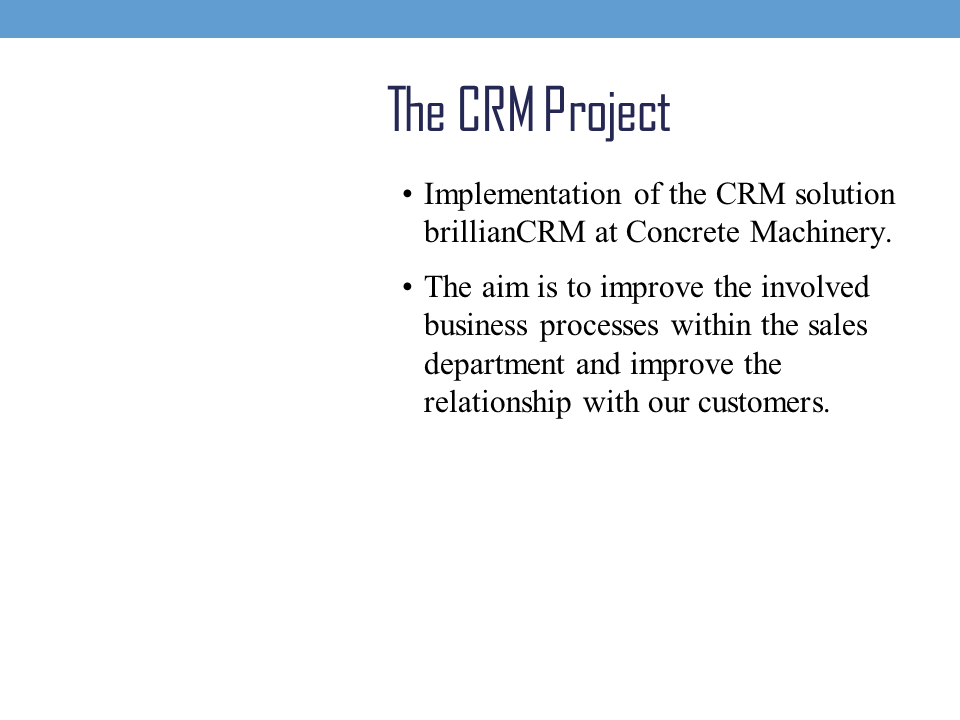 The CRM Project
• Implementation of the CRM solution
brillianCRM at Concrete Machinery.
• The aim is to improve the involved
business processes within the sales
department and improve the
relationship with our customers.